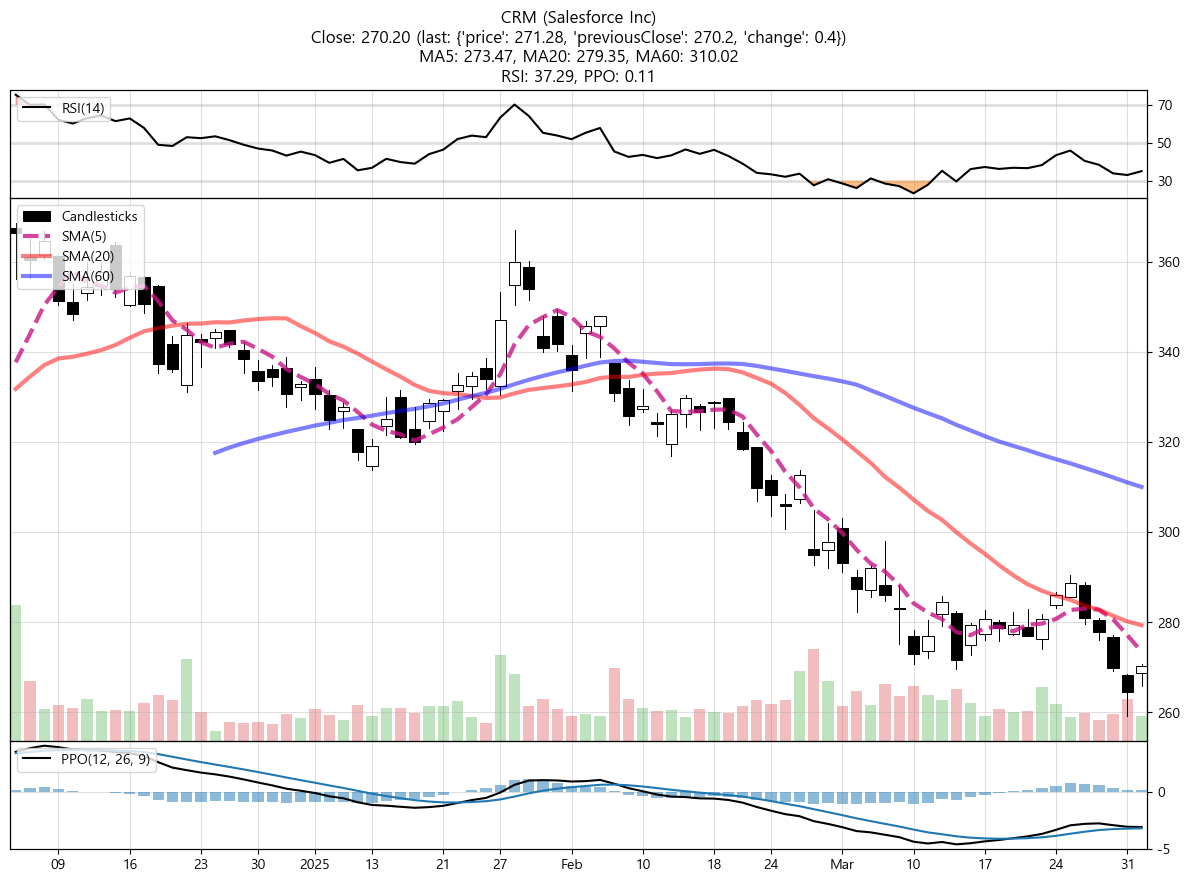 CRM (Salesforce Inc)
Close: 270.20 (last: {'price': 271.28, 'previousClose': 270.2, 'change': 0.4})
MA5: 273.47, MA20: 279.35, MA60: 310.02
RSI: 37.29, PPO: 0.11
RSI(14)
70
50
30
Candlesticks
SMA(5)
SMA(20)
SMA(60)
360
340
320
300
280
260
PPO(12, 26, 9)
0
-5
09 16 23 30 2025 13 21 27 Feb 10 18 24 Mar 10 17 24 31